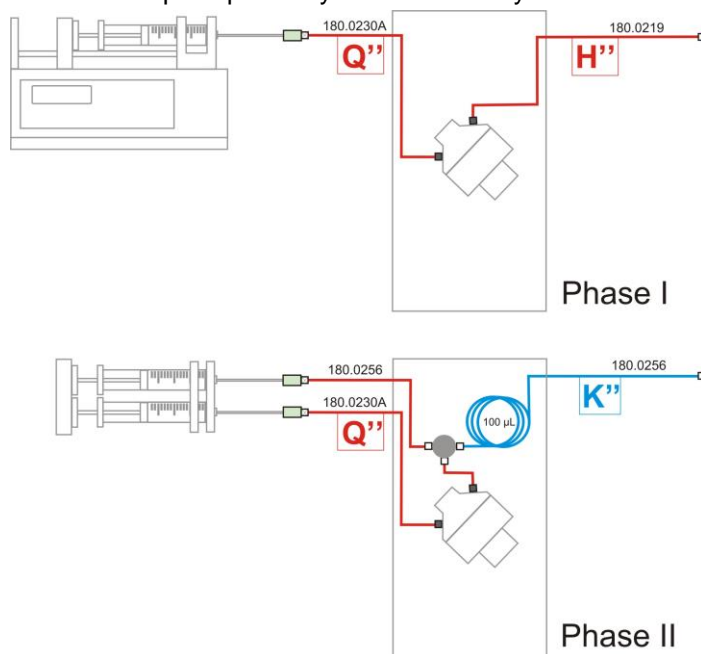 180.0230A
180.0219
Q’’
H’’
Phase I
180.0256
180.0256
180.0230A
K’’
Q’’
100 µL
Phase II